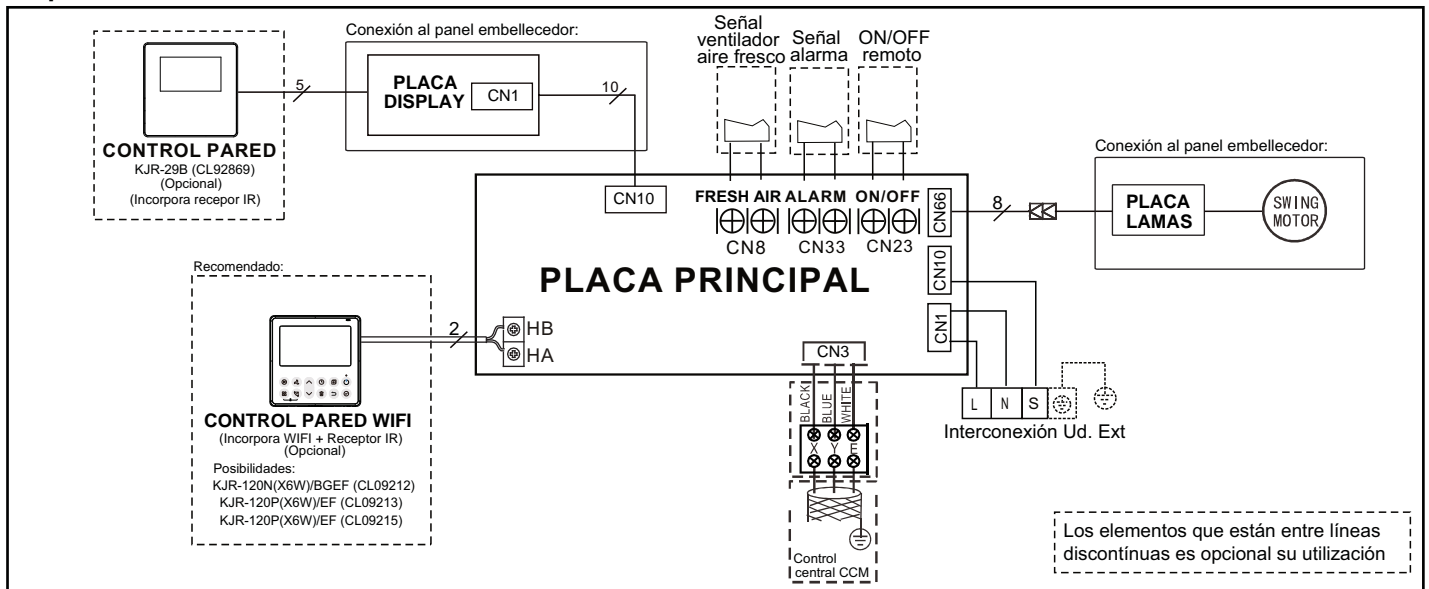 Conexión al panel embellecedor:
5
PLACA
DISPLAY
CN1
10
CONTROL PARED
KJR-29B (CL92869)
(Opcional)
(Incorpora recepor IR)
Señal
ventilador
aire fresco
Señal
alarma
ON/OFF
remoto
Conexión al panel embellecedor:
PLACA
LAMAS
SWING
MOTOR
8
CN10
FRESH AIR
ALARM
ON/OFF
CN8
CN33
CN23
CN66
CN10
CN1
PLACA PRINCIPAL
Recomendado:
2
HB
HA
CONTROL PARED WIFI
(Incorpora WIFI + Receptor IR)
(Opcional)
Posibilidades:
KJR-120N(X6W)/BGEF (CL09212)
KJR-120P(X6W)/EF (CL09213)
KJR-120P(X6W)/EF (CL09215)
CN3
BLACK
BLUE
WHITE
X
Y
E
Control
central CCM
L
N
S
Interconexión Ud. Ext
Los elementos que están entre líneas
discontínuas es opcional su utilización